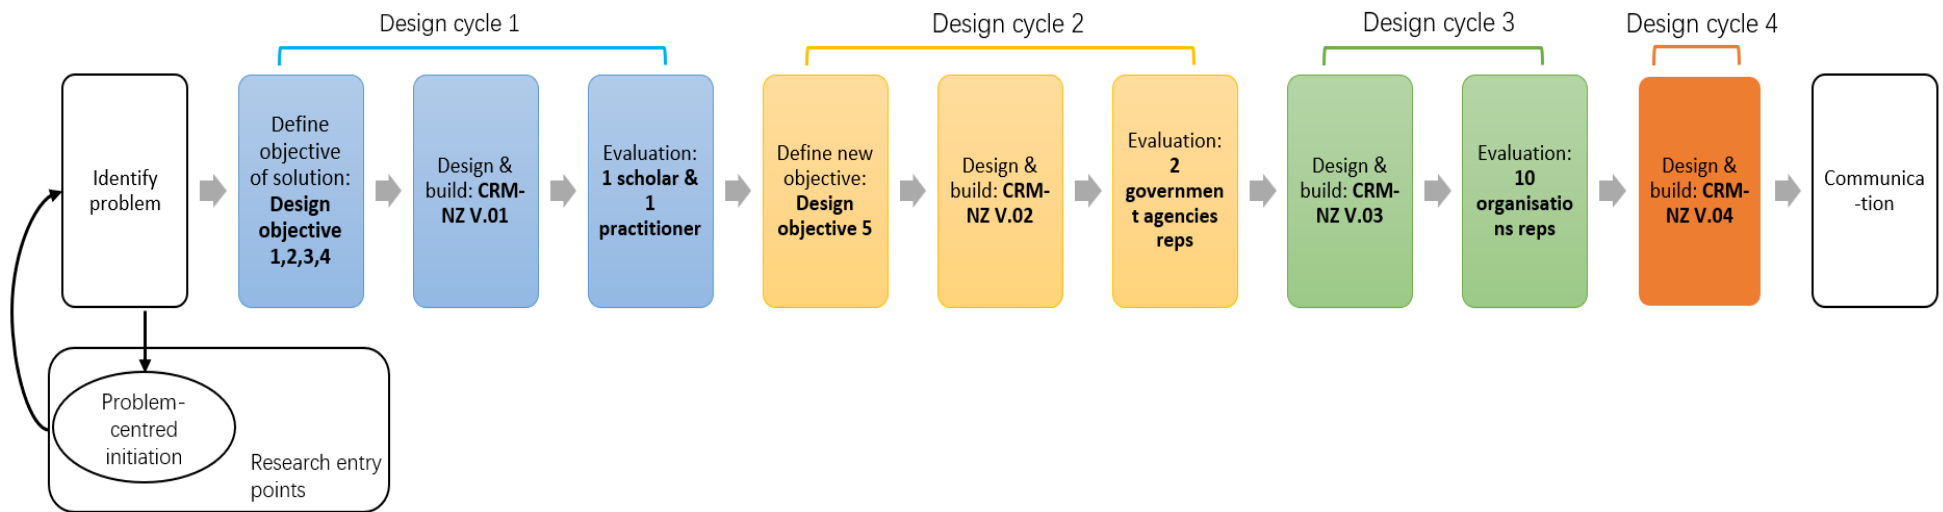 Design cycle 1
Design cycle 2
Design cycle 3
Design cycle 4
Identify
problem
Define
objective
of solution:
Design
objective
1,2,3,4
Design &
build: CRM-
NZ V.01
Evaluation:
1 scholar &
1
practitioner
Define new
objective:
Design
objective 5
Design &
build: CRM-
NZ V.02
Evaluation:
2
governmen
t agencies
reps
Design &
build: CRM-
NZ V.03
Evaluation:
10
organisatio
ns reps
Design &
build: CRM-
NZ V.04
Communica
-tion
Problem-
centred
initiation
Research entry
points